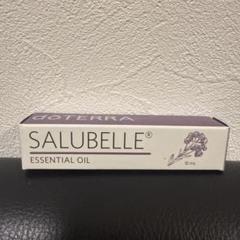 dōTERRA
SALUBELLE®
ESSENTIAL OIL
10 mL